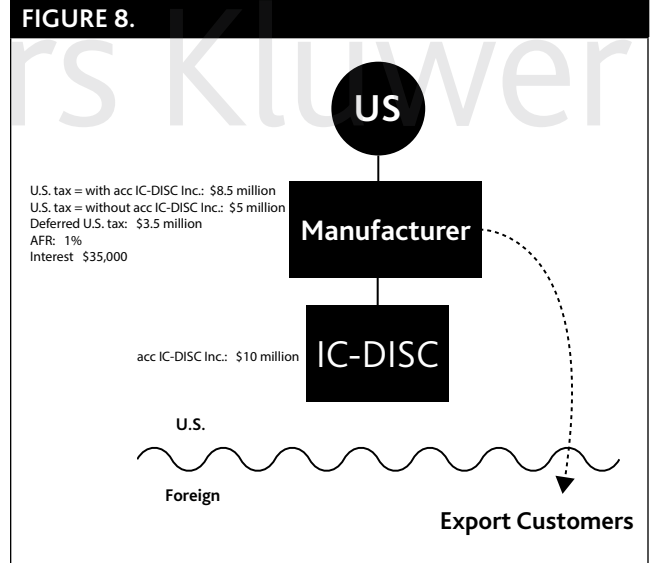 FIGURE 8.
rs Kluwer
US
U.S. tax = with acc IC-DISC Inc.: $8.5 million
U.S. tax = without acc IC-DISC Inc.: $5 million
Deferred U.S. tax: $3.5 million
AFR: 1%
Interest $35,000
Manufacturer
acc IC-DISC Inc.: $10 million
IC-DISC
U.S.
Foreign
Export Customers